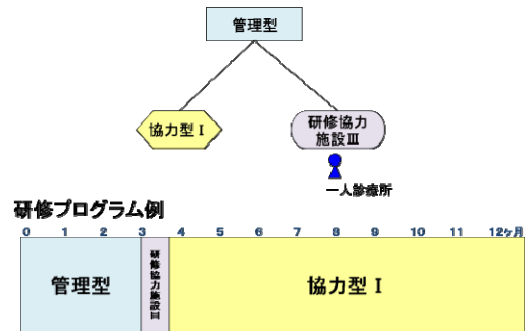 管理型
協力型Ⅰ
研修協力
施設Ⅲ
一人診療所
研修プログラム例
0 1 2 3 4 5 6 7 8 9 10 11 12ヶ月
管理型
研修協力施設Ⅲ
協力型Ⅰ